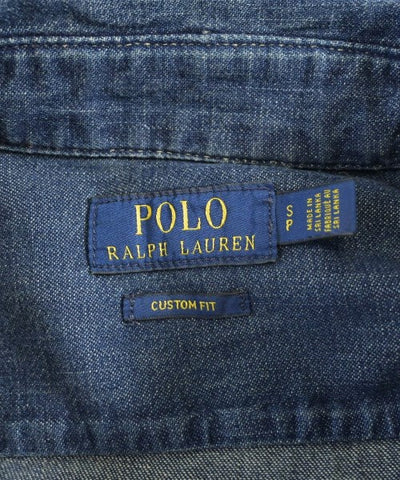 POLO
RALPH LAUREN
S
P
MADE IN
SRI LANKA
FABRIQUÉ AU
SRI LANKA
CUSTOM FIT